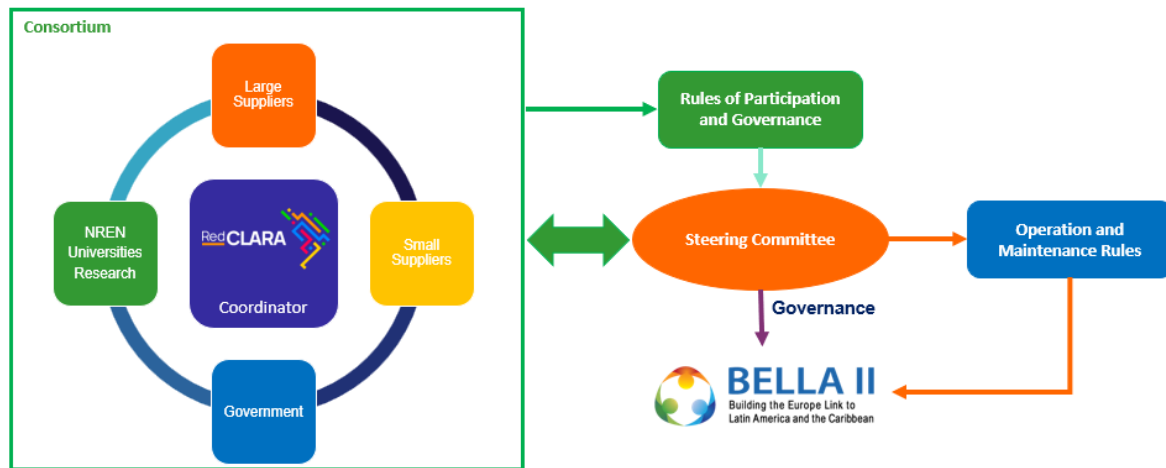 Consortium
Large
Suppliers
NREN
Universities
Research
RedCLARA
Coordinator
Small
Suppliers
Government
Rules of Participation
and Governance
Steering Committee
Operation and
Maintenance Rules
Governance
BELLA II
Building the Europe Link to
Latin America and the Caribbean